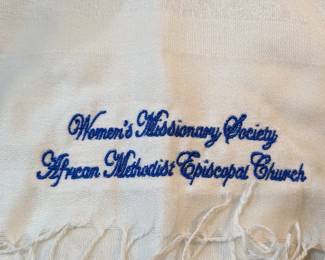 Women's Missionary Society
African Methodist Episcopal Church